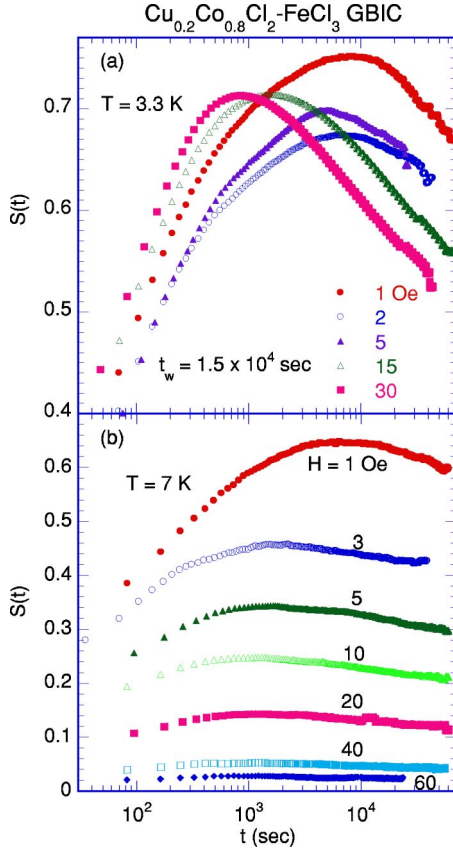 Cu0.2Co0.8Cl2-FeCl3 GBIC
(a)
T = 3.3 K
S(t)
0.7
0.6
0.5
0.4
tw = 1.5 x 10^4 sec
1 Oe
2
5
15
30
(b)
T = 7 K
H = 1 Oe
S(t)
0.6
0.5
0.4
0.3
0.2
0.1
0
3
5
10
20
40
60
10^2 10^3 10^4
t (sec)